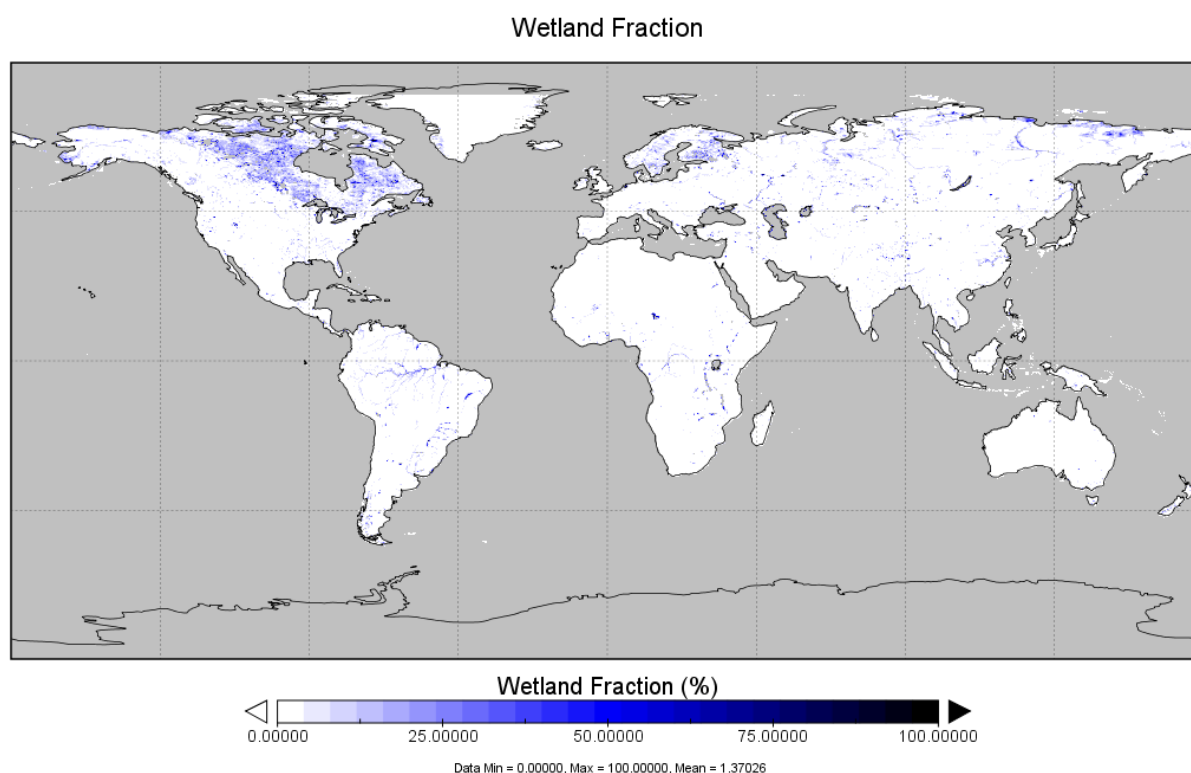 Wetland Fraction
Wetland Fraction (%)
0.00000 25.00000 50.00000 75.00000 100.00000
Data Min = 0.00000, Max = 100.00000, Mean = 1.37026